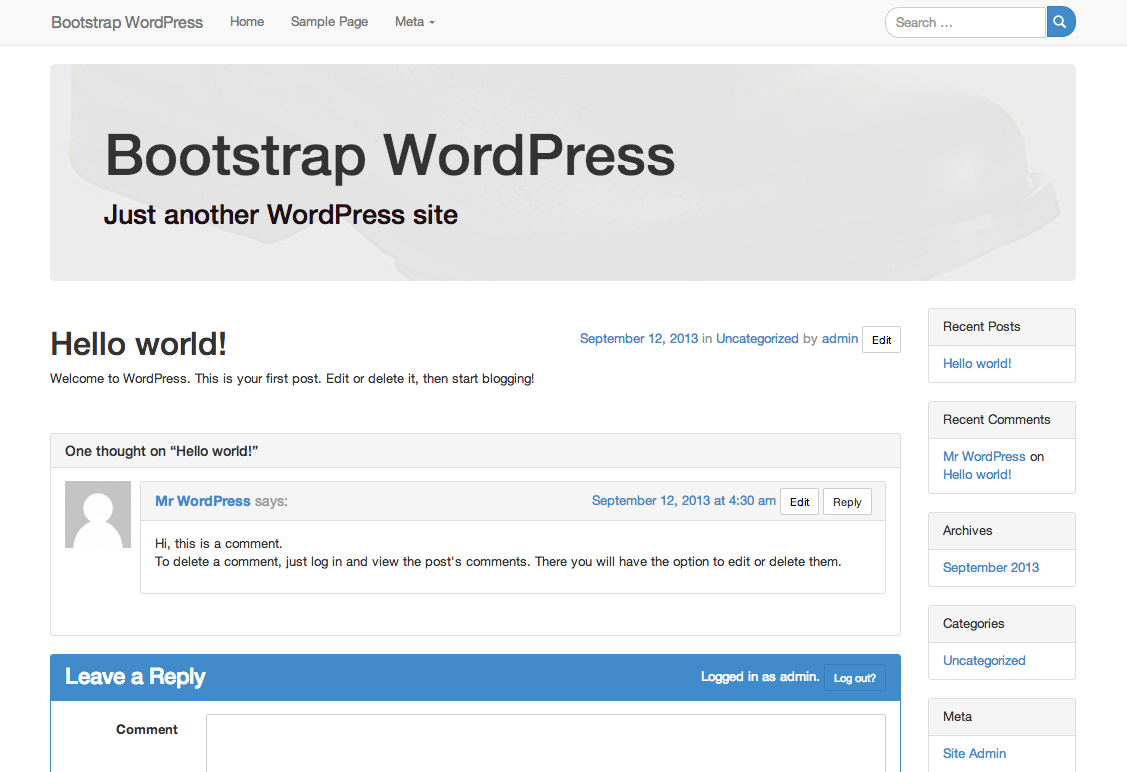 Bootstrap WordPress Home Sample Page Meta Search …
Bootstrap WordPress
Just another WordPress site
Hello world!
September 12, 2013 in Uncategorized by admin Edit
Welcome to WordPress. This is your first post. Edit or delete it, then start blogging!
One thought on “Hello world!”
Mr WordPress says: September 12, 2013 at 4:30 am Edit Reply
Hi, this is a comment.
To delete a comment, just log in and view the post's comments. There you will have the option to edit or delete them.
Leave a Reply Logged in as admin. Log out?
Comment
Recent Posts
Hello world!
Recent Comments
Mr WordPress on
Hello world!
Archives
September 2013
Categories
Uncategorized
Meta
Site Admin